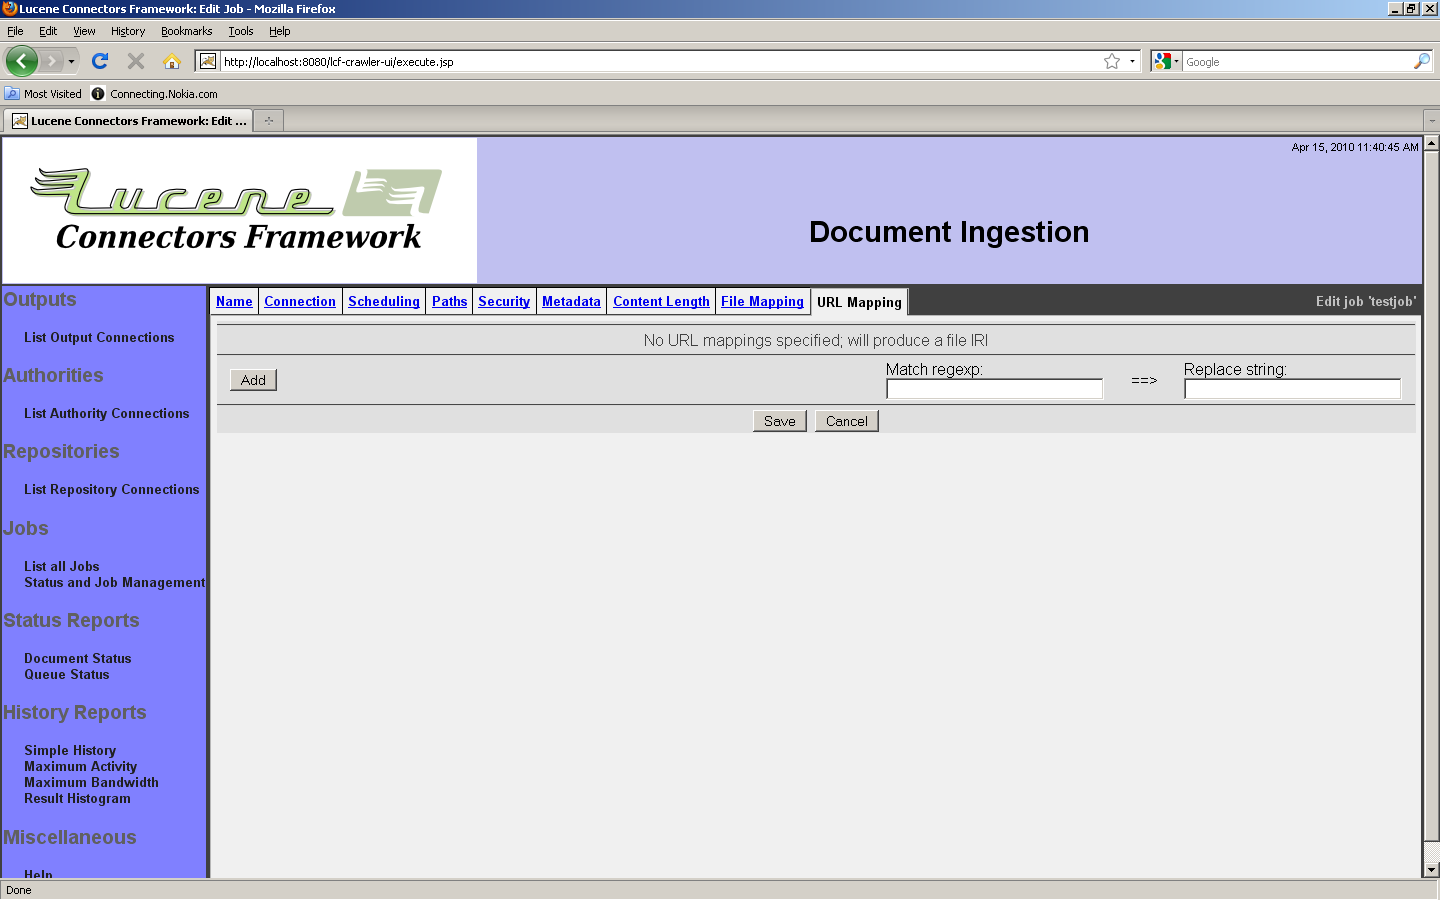 Lucene Connectors Framework: Edit Job - Mozilla Firefox
File Edit View History Bookmarks Tools Help
http://localhost:8080/lcf-crawler-ui/execute.jsp
Google
Most Visited Connecting.Nokia.com
Lucene Connectors Framework: Edit ...
Apr 15, 2010 11:40:45 AM
Lucene
Connectors Framework
Document Ingestion
Name Connection Scheduling Paths Security Metadata Content Length File Mapping URL Mapping
Edit job 'testjob'
No URL mappings specified; will produce a file IRI
Add
Match regexp:
==>
Replace string:
Save Cancel
Outputs
List Output Connections
Authorities
List Authority Connections
Repositories
List Repository Connections
Jobs
List all Jobs
Status and Job Management
Status Reports
Document Status
Queue Status
History Reports
Simple History
Maximum Activity
Maximum Bandwidth
Result Histogram
Miscellaneous
Help
Done